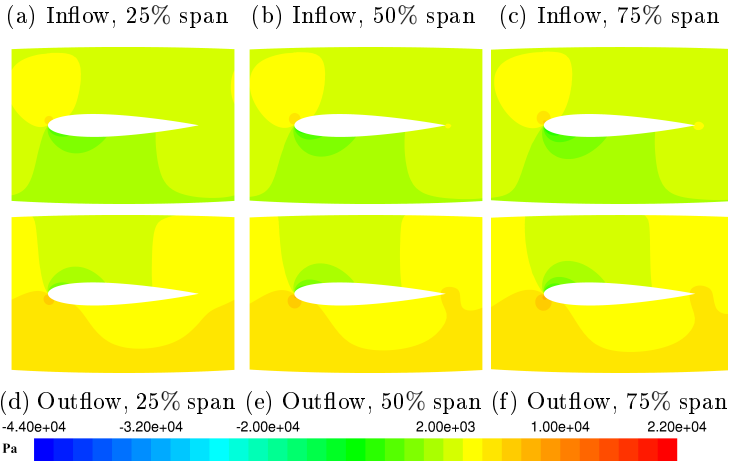 (a) Inflow, 25% span (b) Inflow, 50% span (c) Inflow, 75% span
(d) Outflow, 25% span (e) Outflow, 50% span (f) Outflow, 75% span
-4.40e+04 -3.20e+04 -2.00e+04 2.00e+03 1.00e+04 2.20e+04
Pa